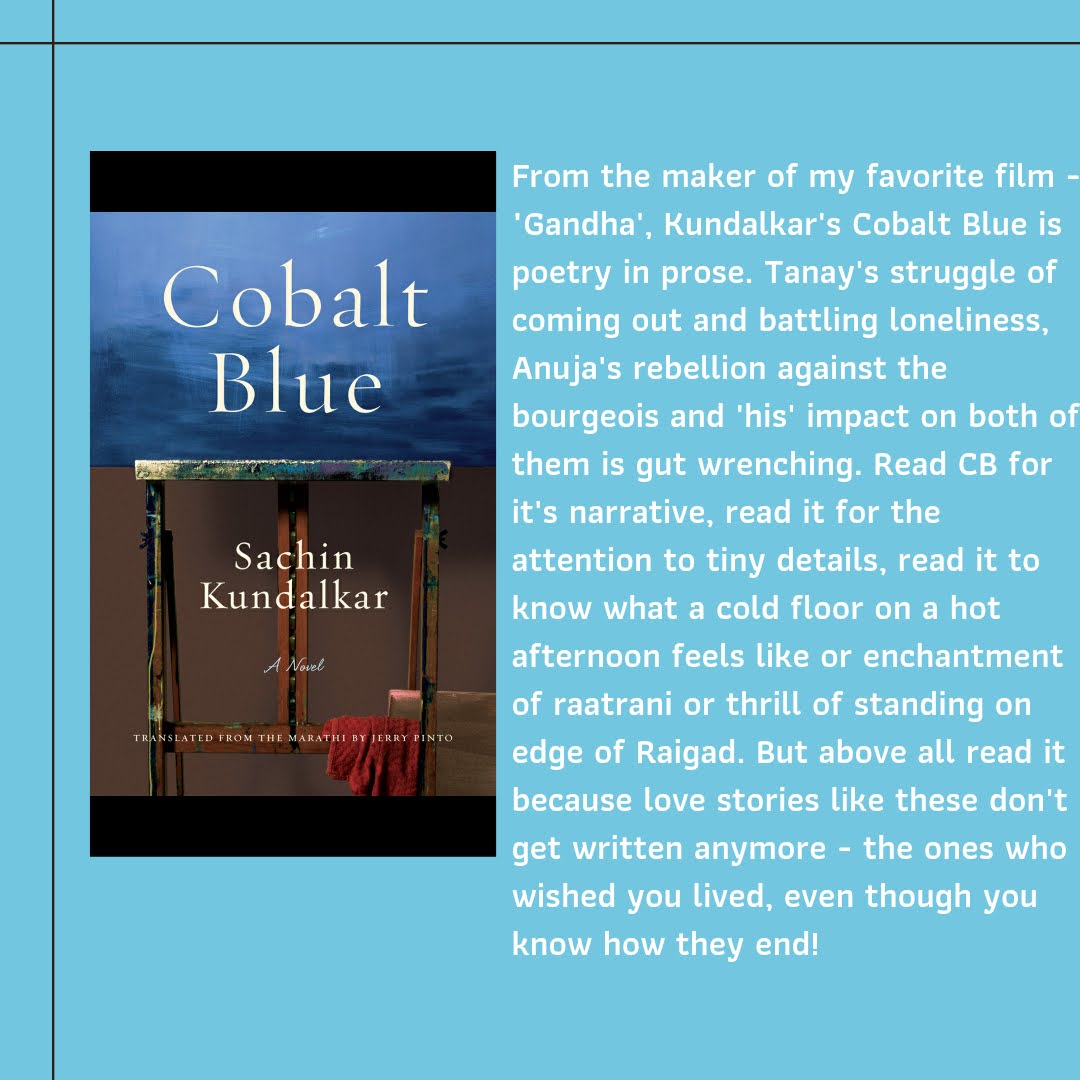 Cobalt
Blue
Sachin
Kundalkar
A Novel
TRANSLATED FROM THE MARATHI BY JERRY PINTO
From the maker of my favorite film -
'Gandha', Kundalkar's Cobalt Blue is
poetry in prose. Tanay's struggle of
coming out and battling loneliness,
Anuja's rebellion against the
bourgeois and 'his' impact on both of
them is gut wrenching. Read CB for
it's narrative, read it for the
attention to tiny details, read it to
know what a cold floor on a hot
afternoon feels like or enchantment
of raatrani or thrill of standing on
edge of Raigad. But above all read it
because love stories like these don't
get written anymore - the ones who
wished you lived, even though you
know how they end!